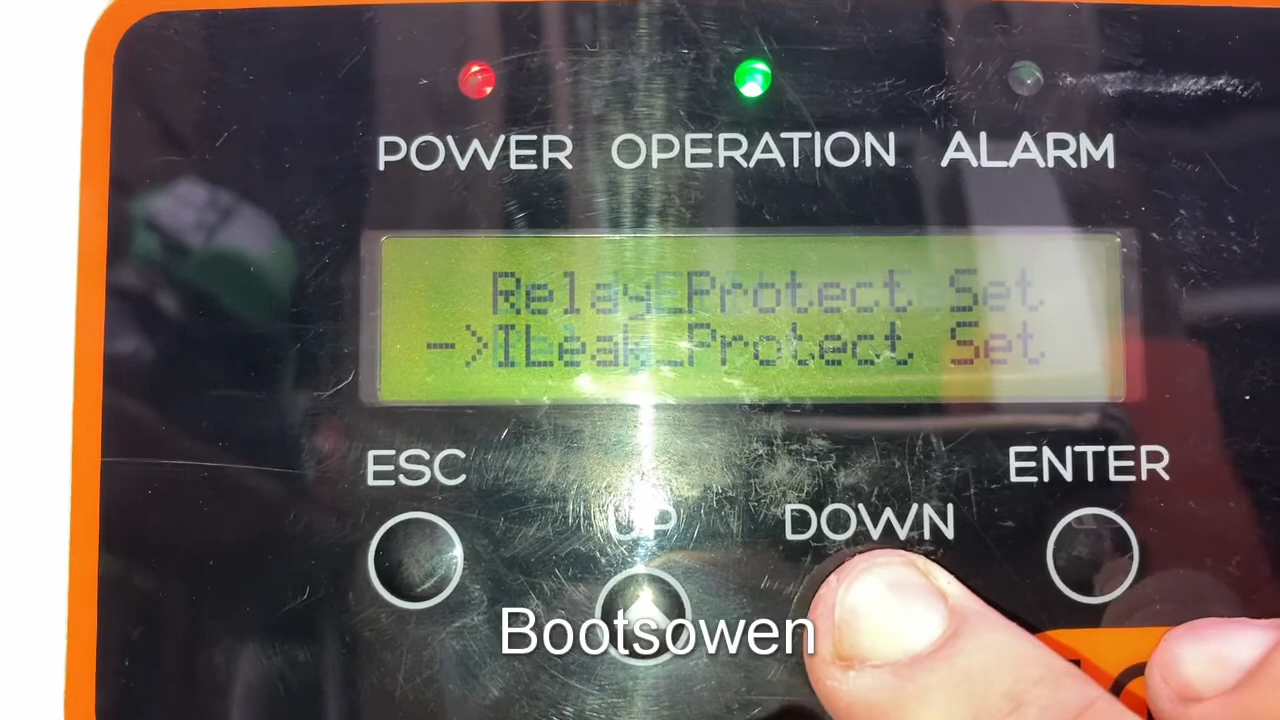 POWER OPERATION ALARM
Relay_Protect Set
->ILeak_Protect Set
ESC UP DOWN ENTER
Bootsowen